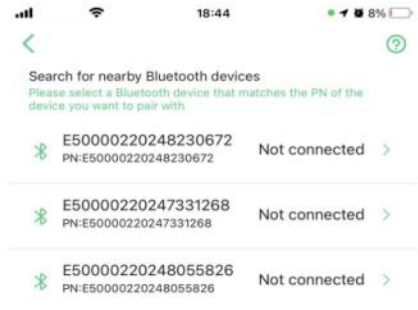 18:44
8%
Search for nearby Bluetooth devices
Please select a Bluetooth device that matches the PN of the
device you want to pair with
E50000220248230672
PN:E50000220248230672
Not connected
E50000220247331268
PN:E50000220247331268
Not connected
E50000220248055826
PN:E50000220248055826
Not connected